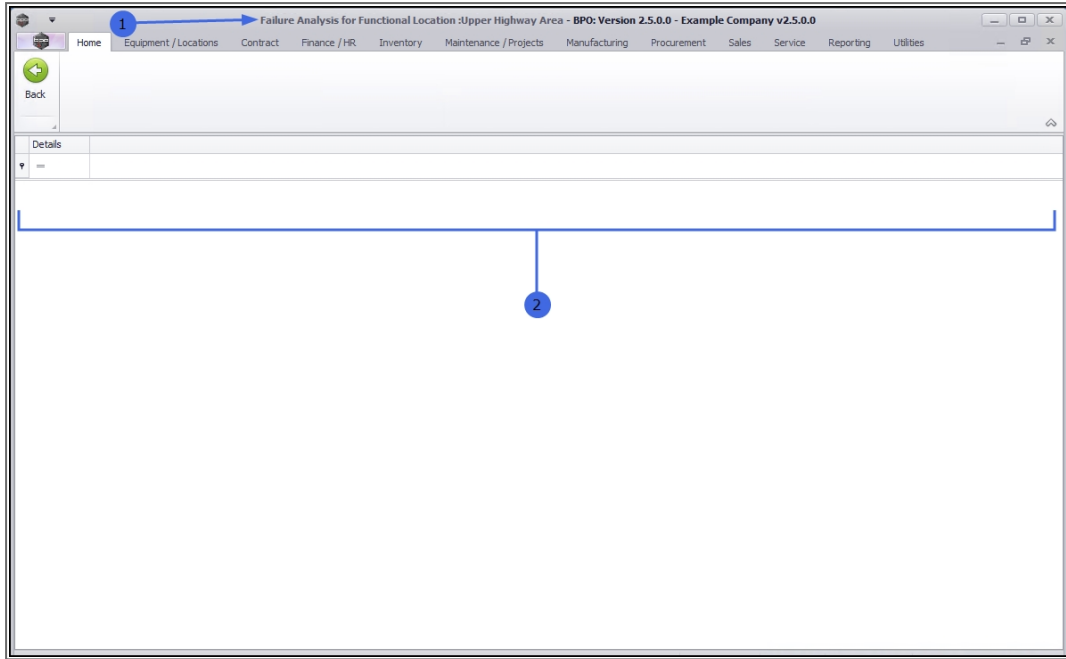 1
Failure Analysis for Functional Location :Upper Highway Area - BPO: Version 2.5.0.0 - Example Company v2.5.0.0
Home Equipment / Locations Contract Finance / HR Inventory Maintenance / Projects Manufacturing Procurement Sales Service Reporting Utilities
Back
Details
=
2